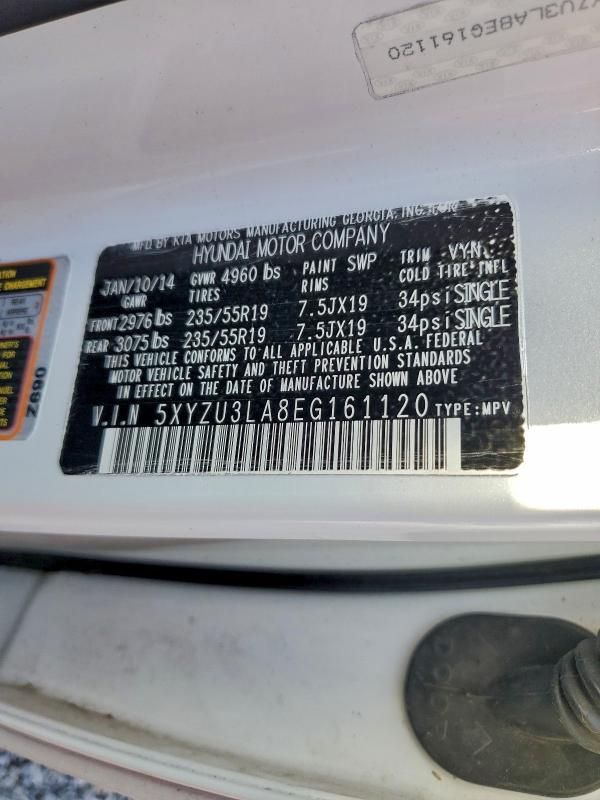 7U3LA8EG161120
MFD BY KIA MOTORS MANUFACTURING GEORGIA, INC. FOR
HYUNDAI MOTOR COMPANY
JAN/10/14 GVWR 4960 lbs PAINT SWP TRIM VYN
GAWR TIRES RIMS COLD TIRE INFL
FRONT 2976 lbs 235/55R19 7.5JX19 34psi SINGLE
REAR 3075 lbs 235/55R19 7.5JX19 34psi SINGLE
THIS VEHICLE CONFORMS TO ALL APPLICABLE U.S.A. FEDERAL
MOTOR VEHICLE SAFETY AND THEFT PREVENTION STANDARDS
IN EFFECT ON THE DATE OF MANUFACTURE SHOWN ABOVE
V.I.N 5XYZU3LA8EG161120 TYPE:MPV
Z690